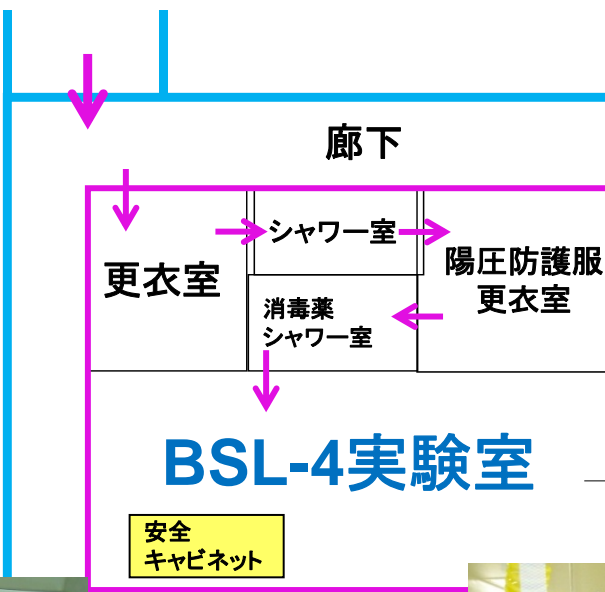 廊下
シャワー室
更衣室
陽圧防護服
更衣室
消毒薬
シャワー室
BSL-4実験室
安全
キャビネット